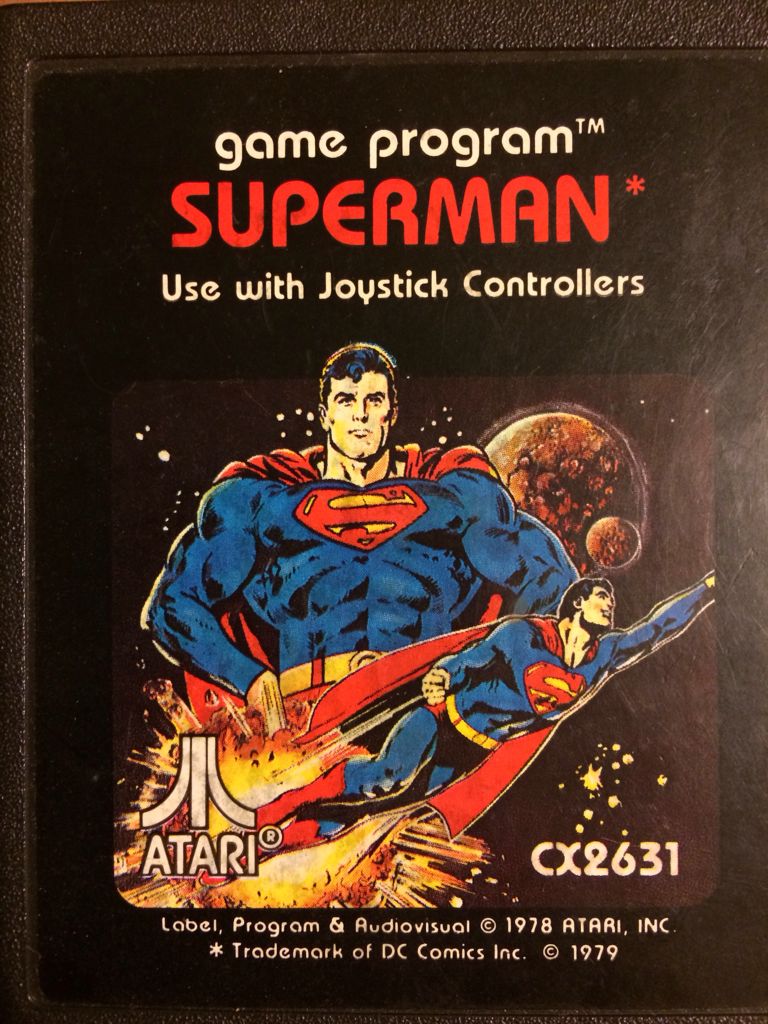 game program™
SUPERMAN*
Use with Joystick Controllers
S
S
ATARI®
CX2631
Label, Program & Audiovisual © 1978 ATARI, INC.
* Trademark of DC Comics Inc. © 1979